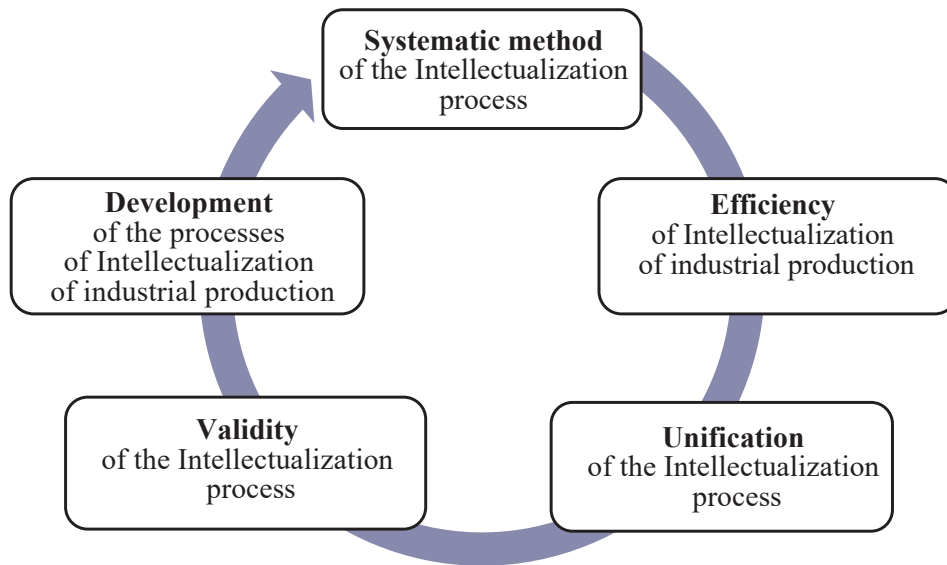 Systematic method
of the Intellectualization
process
Efficiency
of Intellectualization
of industrial production
Unification
of the Intellectualization
process
Validity
of the Intellectualization
process
Development
of the processes
of Intellectualization
of industrial production